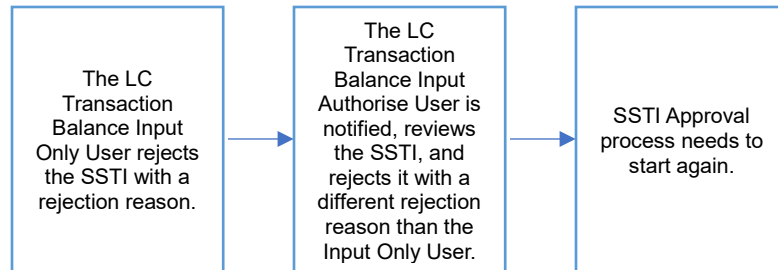 The LC
Transaction
Balance Input
Only User rejects
the SSTI with a
rejection reason.
The LC
Transaction
Balance Input
Authorise User is
notified, reviews
the SSTI, and
rejects it with a
different rejection
reason than the
Input Only User.
SSTI Approval
process needs to
start again.